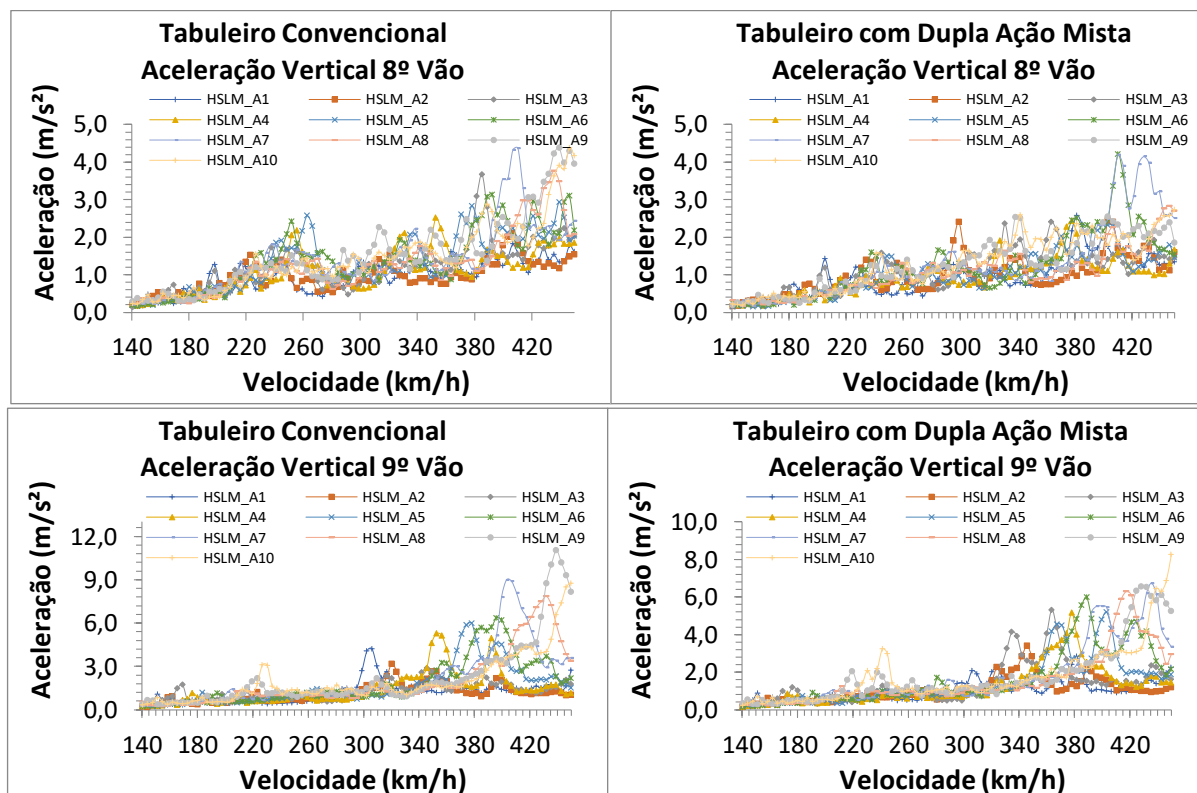 Tabuleiro Convencional
Aceleração Vertical 8º Vão
HSLM_A1 HSLM_A2 HSLM_A3
HSLM_A4 HSLM_A5 HSLM_A6
HSLM_A7 HSLM_A8 HSLM_A9
HSLM_A10
Aceleração (m/s²)
5,0
4,0
3,0
2,0
1,0
0,0
140 180 220 260 300 340 380 420
Velocidade (km/h)
Tabuleiro com Dupla Ação Mista
Aceleração Vertical 8º Vão
HSLM_A1 HSLM_A2 HSLM_A3
HSLM_A4 HSLM_A5 HSLM_A6
HSLM_A7 HSLM_A8 HSLM_A9
HSLM_A10
Aceleração (m/s²)
5,0
4,0
3,0
2,0
1,0
0,0
140 180 220 260 300 340 380 420
Velocidade (km/h)
Tabuleiro Convencional
Aceleração Vertical 9º Vão
HSLM_A1 HSLM_A2 HSLM_A3
HSLM_A4 HSLM_A5 HSLM_A6
HSLM_A7 HSLM_A8 HSLM_A9
HSLM_A10
Aceleração (m/s²)
12,0
9,0
6,0
3,0
0,0
140 180 220 260 300 340 380 420
Velocidade (km/h)
Tabuleiro com Dupla Ação Mista
Aceleração Vertical 9º Vão
HSLM_A1 HSLM_A2 HSLM_A3
HSLM_A4 HSLM_A5 HSLM_A6
HSLM_A7 HSLM_A8 HSLM_A9
HSLM_A10
Aceleração (m/s²)
10,0
8,0
6,0
4,0
2,0
0,0
140 180 220 260 300 340 380 420
Velocidade (km/h)